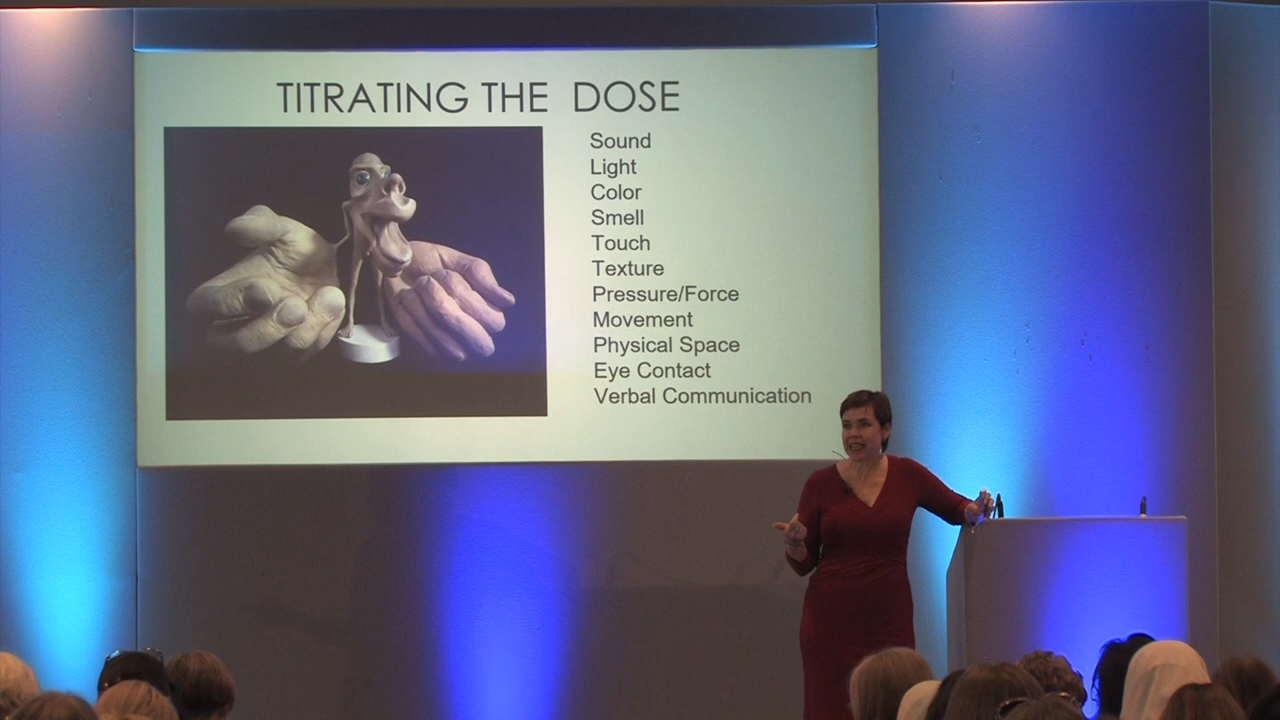 TITRATING THE DOSE
Sound
Light
Color
Smell
Touch
Texture
Pressure/Force
Movement
Physical Space
Eye Contact
Verbal Communication